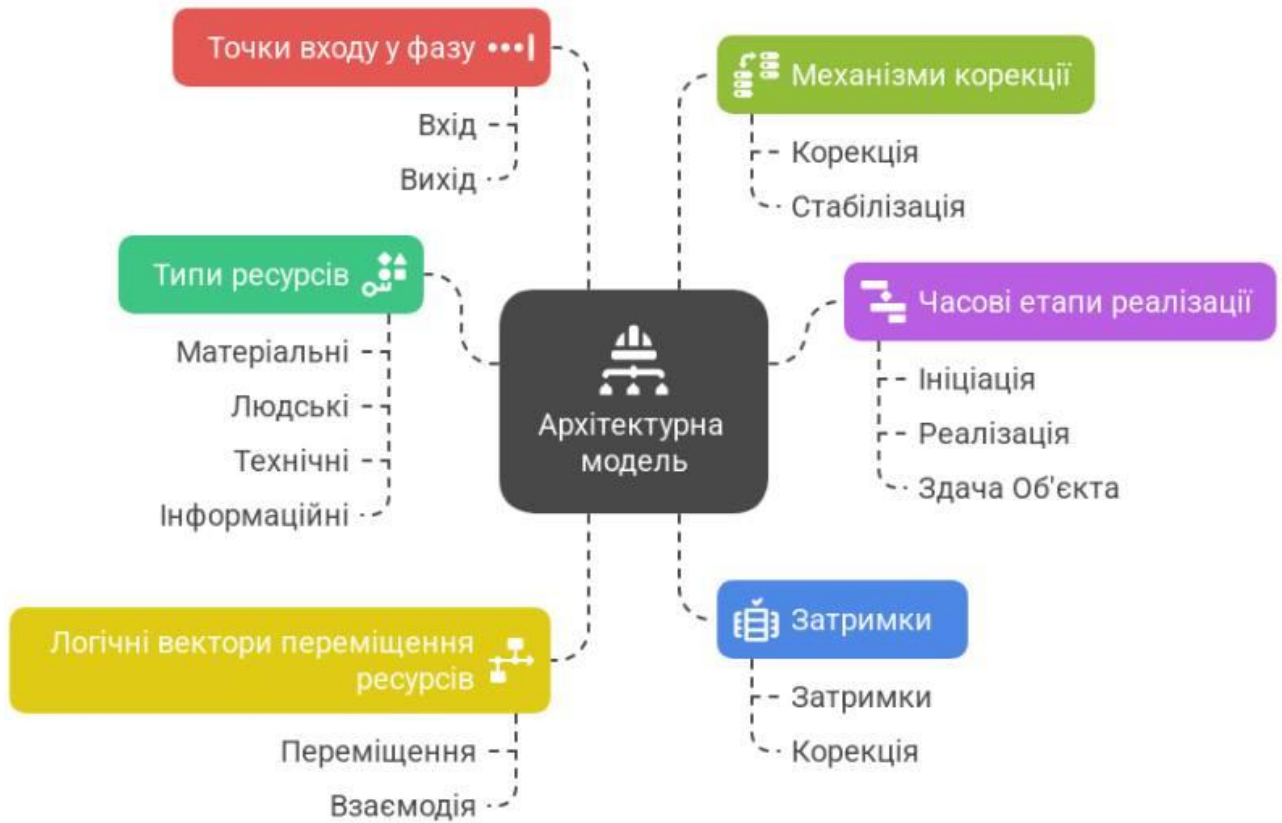 Точки входу у фазу
Вхід
Вихід
Типи ресурсів
Матеріальні
Людські
Технічні
Інформаційні
Логічні вектори переміщення
ресурсів
Переміщення
Взаємодія
Архітектурна
модель
Механізми корекції
Корекція
Стабілізація
Часові етапи реалізації
Ініціація
Реалізація
Здача Об'єкта
Затримки
Затримки
Корекція